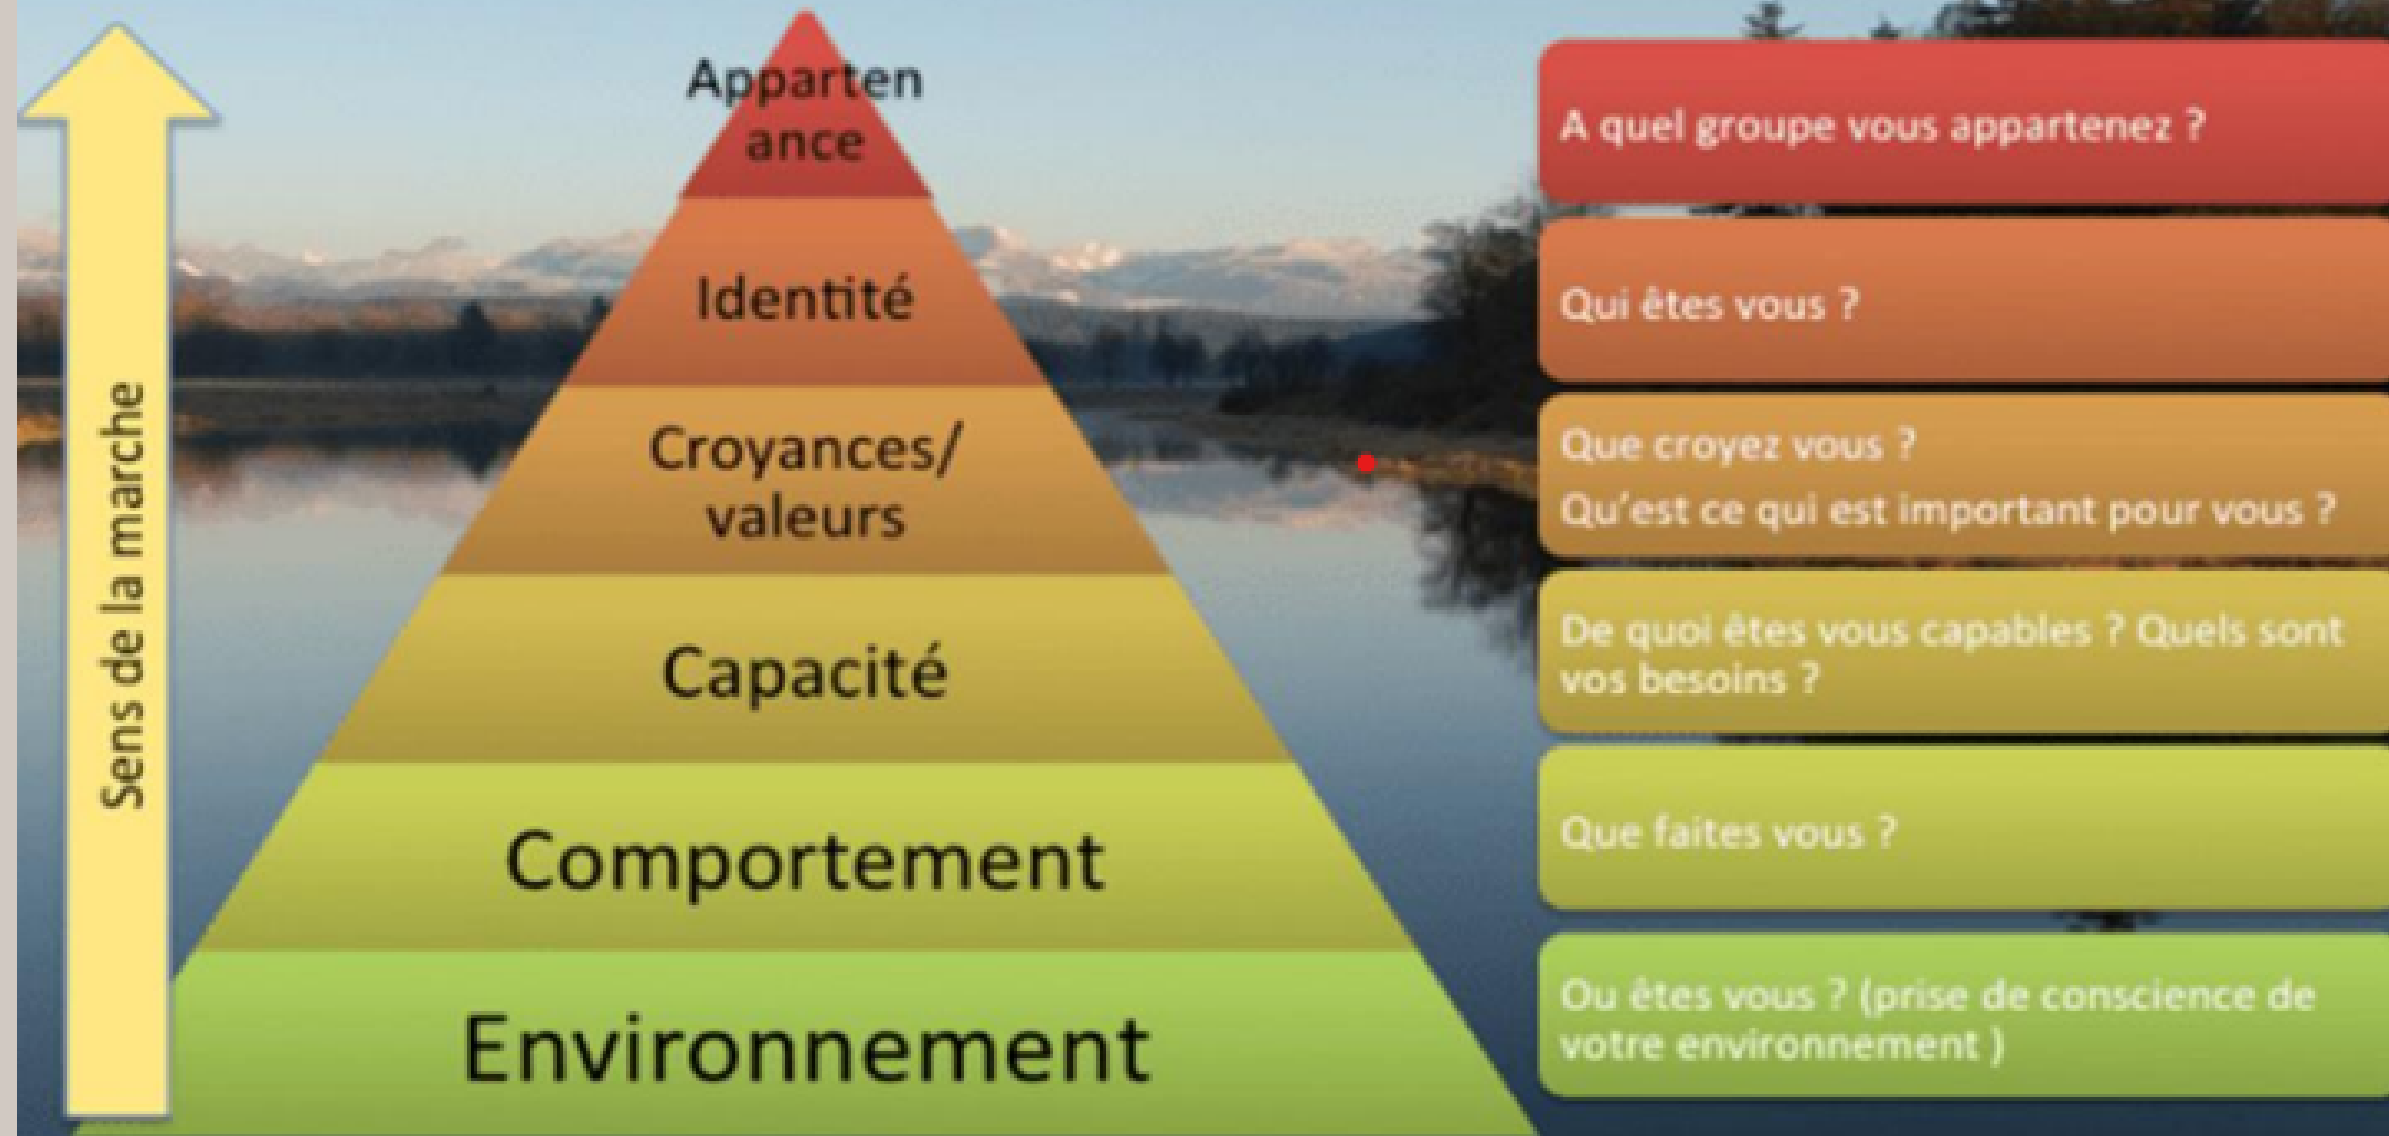 Sens de la marche
Apparten
ance
Identité
Croyances/
valeurs
Capacité
Comportement
Environnement
A quel groupe vous appartenez ?
Qui êtes vous ?
Que croyez vous ?
Qu'est ce qui est important pour vous ?
De quoi êtes vous capables ? Quels sont
vos besoins ?
Que faites vous ?
Ou êtes vous ? (prise de conscience de
votre environnement )